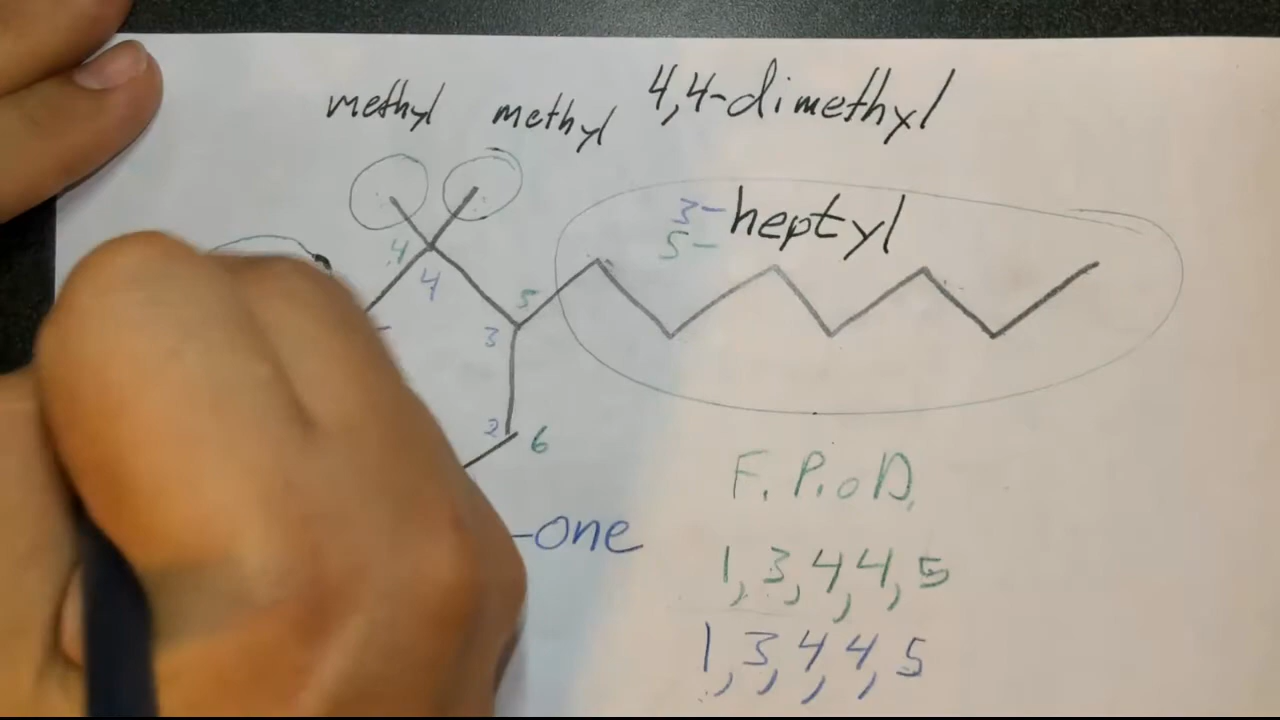 methyl methyl 4,4-dimethyl
3-heptyl
5-
4
4
5
3
2
6
F.P.oD.
-one
1,3,4,4,5
1,3,4,4,5